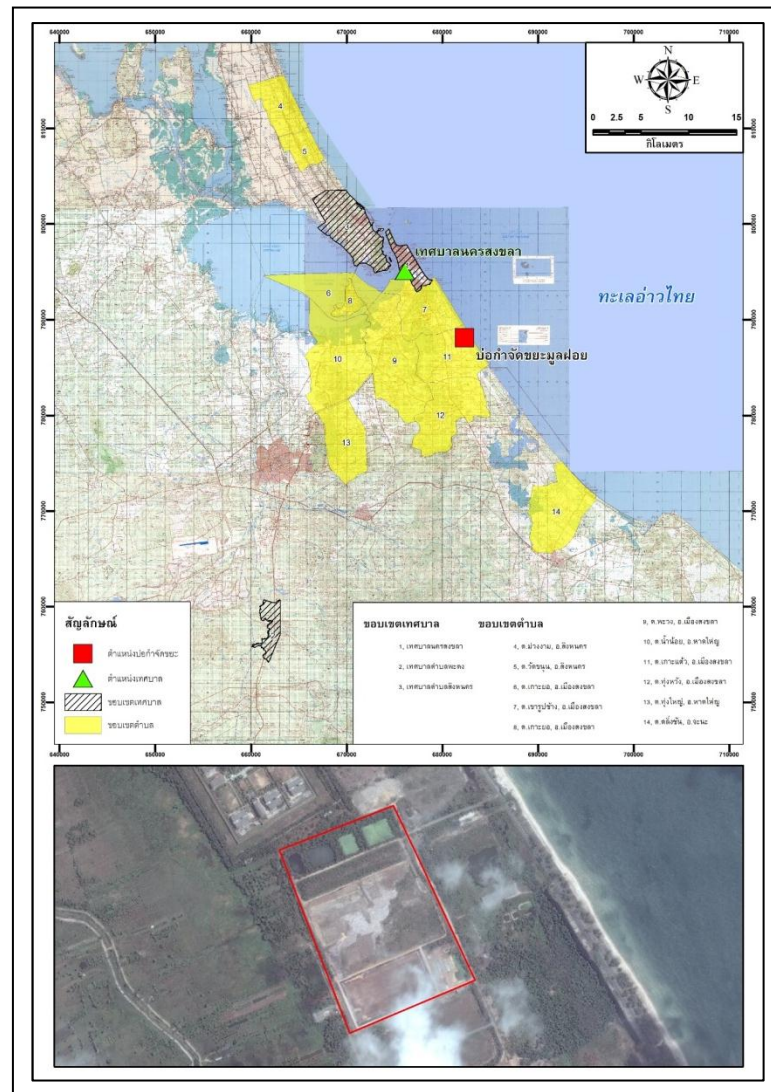 640000 650000 660000 670000 680000 690000 700000 710000
N
W E
S
0 2.5 5 10 15
กิโลเมตร
810000
800000
790000
780000
770000
760000
750000
4
5
เทศบาลนครสงขลา
6
8
7
ทะเลอ่าวไทย
บ่อกำจัดขยะมูลฝอย
10
9
11
12
13
14
สัญลักษณ์
ตำแหน่งบ่อกำจัดขยะ
ตำแหน่งเทศบาล
ขอบเขตเทศบาล
ขอบเขตตำบล
ขอบเขตเทศบาล
1, เทศบาลนครสงขลา
2, เทศบาลตำบลพะตง
3, เทศบาลตำบลสิงหนคร
ขอบเขตตำบล
4, ต.ม่วงงาม, อ.สิงหนคร
5, ต.วัดขนุน, อ.สิงหนคร
6, ต.เกาะยอ, อ.เมืองสงขลา
7, ต.เขารูปช้าง, อ.เมืองสงขลา
8, ต.เกาะยอ, อ.เมืองสงขลา
9, ต.พะวง, อ.เมืองสงขลา
10, ต.น้ำน้อย, อ.หาดใหญ่
11, ต.เกาะแต้ว, อ.เมืองสงขลา
12, ต.ทุ่งหวัง, อ.เมืองสงขลา
13, ต.ทุ่งใหญ่, อ.หาดใหญ่
14, ต.ตลิ่งชัน, อ.จะนะ
640000 650000 660000 670000 680000 690000 700000 710000